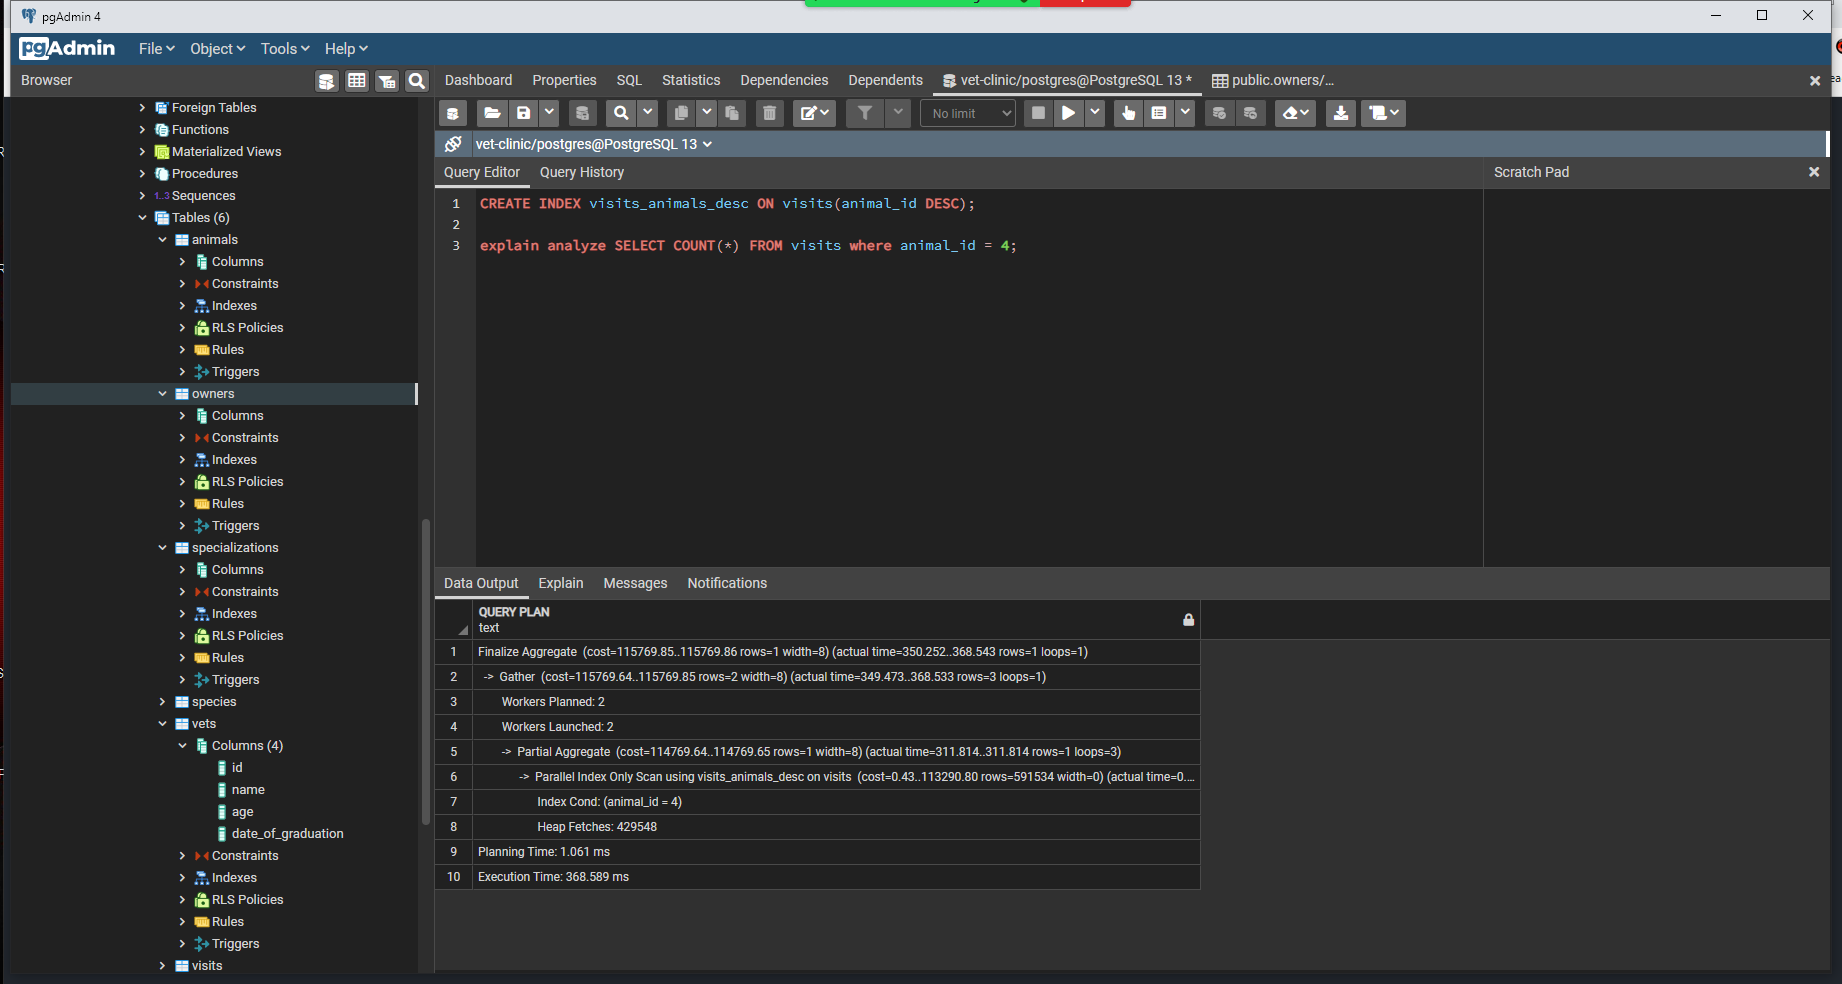 pgAdmin 4
pgAdmin
File
Object
Tools
Help
Browser
Dashboard
Properties
SQL
Statistics
Dependencies
Dependents
vet-clinic/postgres@PostgreSQL 13 *
public.owners/...
No limit
vet-clinic/postgres@PostgreSQL 13
Query Editor
Query History
Scratch Pad
Foreign Tables
Functions
Materialized Views
Procedures
1..3 Sequences
Tables (6)
animals
Columns
Constraints
Indexes
RLS Policies
Rules
Triggers
owners
Columns
Constraints
Indexes
RLS Policies
Rules
Triggers
specializations
Columns
Constraints
Indexes
RLS Policies
Rules
Triggers
species
vets
Columns (4)
id
name
age
date_of_graduation
Constraints
Indexes
RLS Policies
Rules
Triggers
visits
1 CREATE INDEX visits_animals_desc ON visits(animal_id DESC);
2
3 explain analyze SELECT COUNT(*) FROM visits where animal_id = 4;
Data Output
Explain
Messages
Notifications
QUERY PLAN
text
1 Finalize Aggregate (cost=115769.85..115769.86 rows=1 width=8) (actual time=350.252..368.543 rows=1 loops=1)
2 -> Gather (cost=115769.64..115769.85 rows=2 width=8) (actual time=349.473..368.533 rows=3 loops=1)
3 Workers Planned: 2
4 Workers Launched: 2
5 -> Partial Aggregate (cost=114769.64..114769.65 rows=1 width=8) (actual time=311.814..311.814 rows=1 loops=3)
6 -> Parallel Index Only Scan using visits_animals_desc on visits (cost=0.43..113290.80 rows=591534 width=0) (actual time=0....
7 Index Cond: (animal_id = 4)
8 Heap Fetches: 429548
9 Planning Time: 1.061 ms
10 Execution Time: 368.589 ms